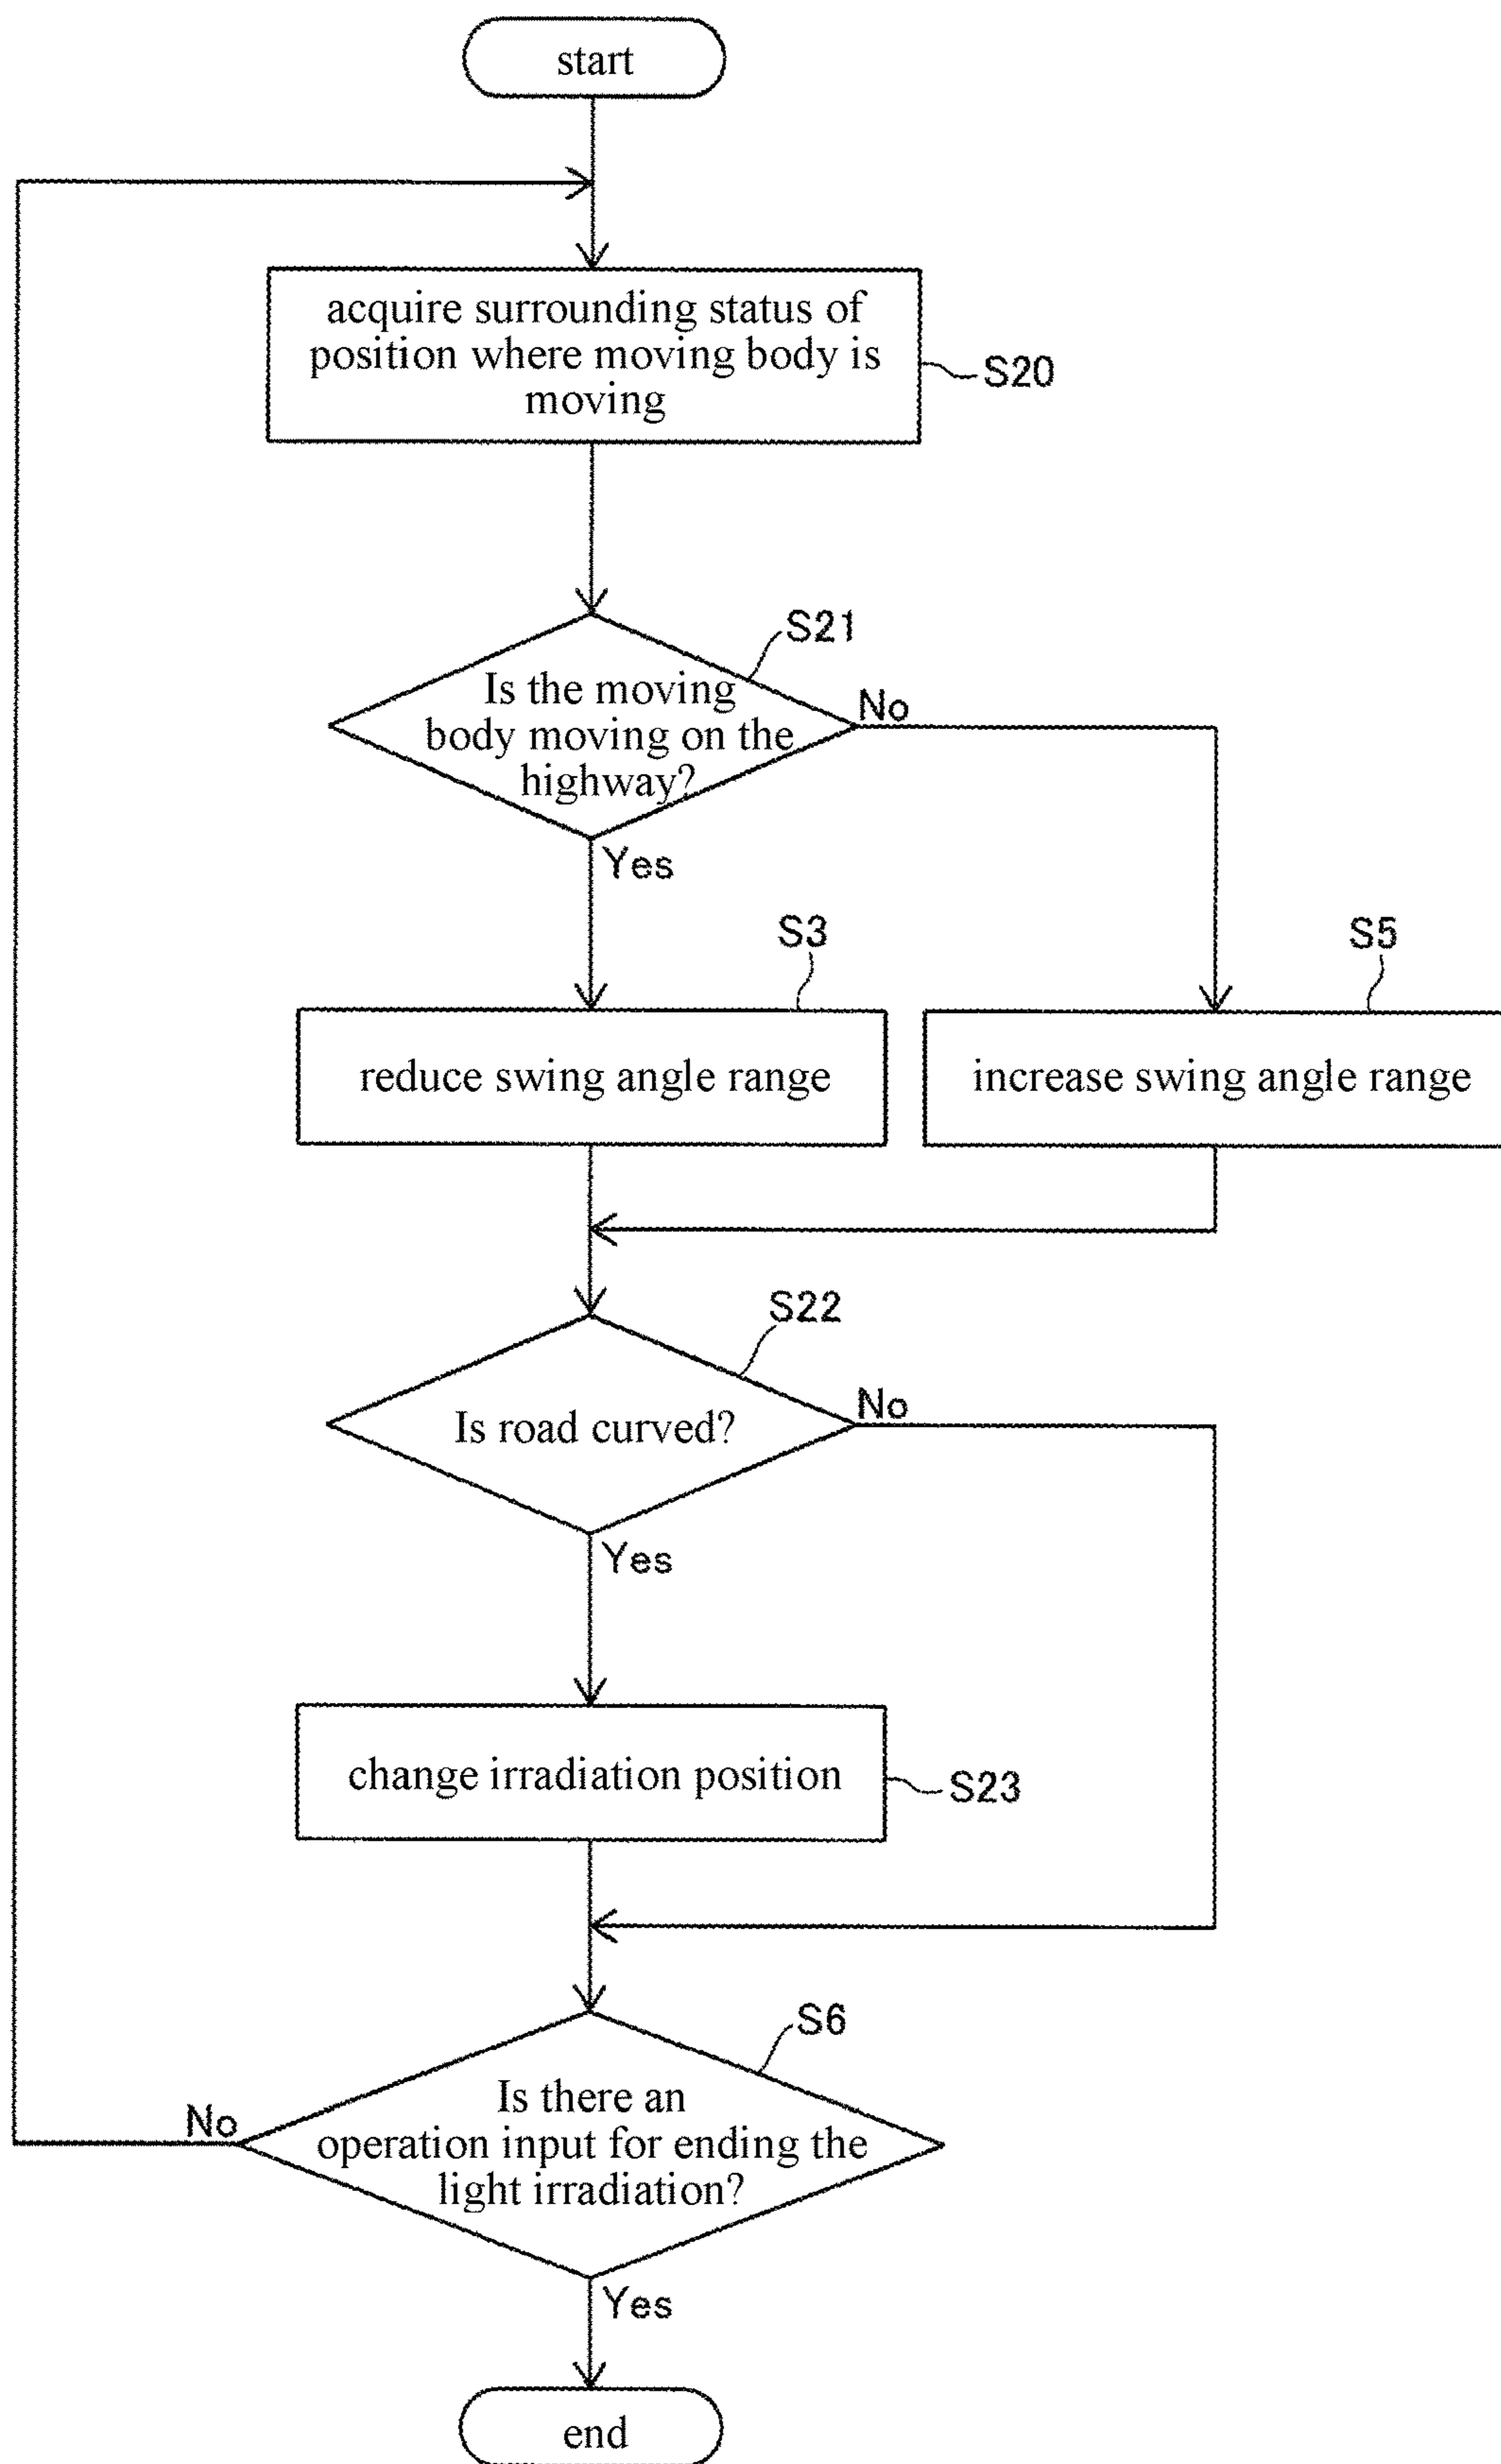 start
acquire surrounding status of
position where moving body is
moving
S20
S21
Is the moving
body moving on the
highway?
No
Yes
S3
S5
reduce swing angle range
increase swing angle range
S22
Is road curved?
No
Yes
change irradiation position
S23
S6
Is there an
operation input for ending the
light irradiation?
No
Yes
end